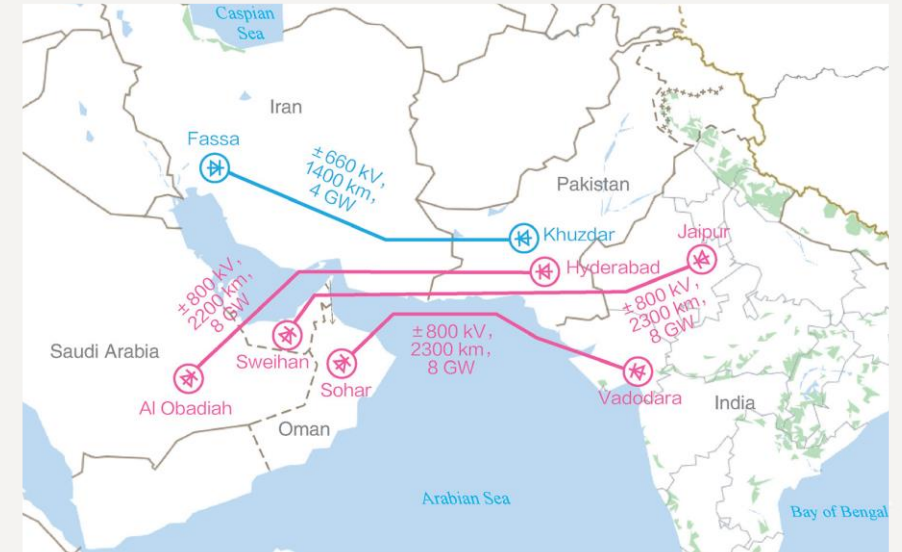 Caspian
Sea
Iran
Fassa
±660 kV,
1400 km,
4 GW
Pakistan
Khuzdar
Jaipur
Hyderabad
±800 kV,
2200 km,
8 GW
±800 kV,
2300 km,
8 GW
±800 kV,
2300 km,
8 GW
Saudi Arabia
Sweihan
Sohar
Al Obadiah
Vadodara
India
Oman
Arabian Sea
Bay of Bengal